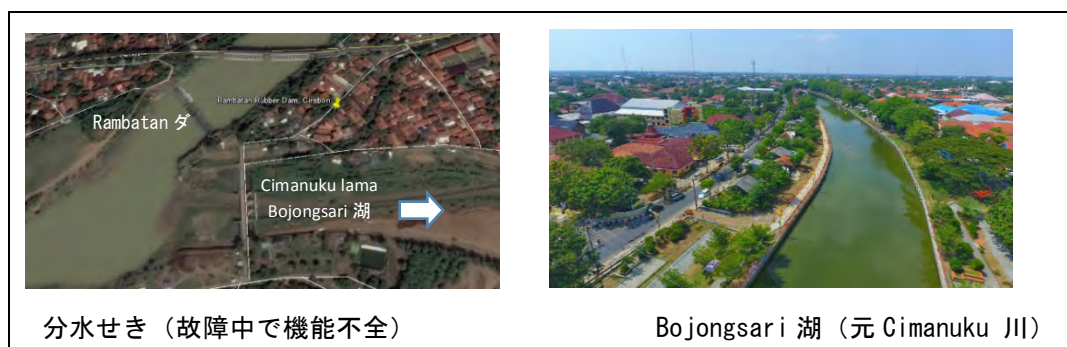 Rambatan Rubber Dam, Cirebon
Rambatan ダ
Cimanuku lama
Bojongsari 湖
分水せき（故障中で機能不全）
Bojongsari 湖（元 Cimanuku 川）